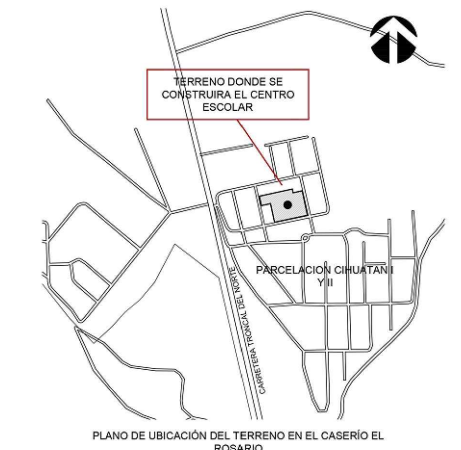 TERRENO DONDE SE
CONSTRUIRA EL CENTRO
ESCOLAR
PARCELACION CIHUATAN I
Y II
CARRETERA TRONCAL DEL NORTE
PLANO DE UBICACIÓN DEL TERRENO EN EL CASERÍO EL
ROSARIO